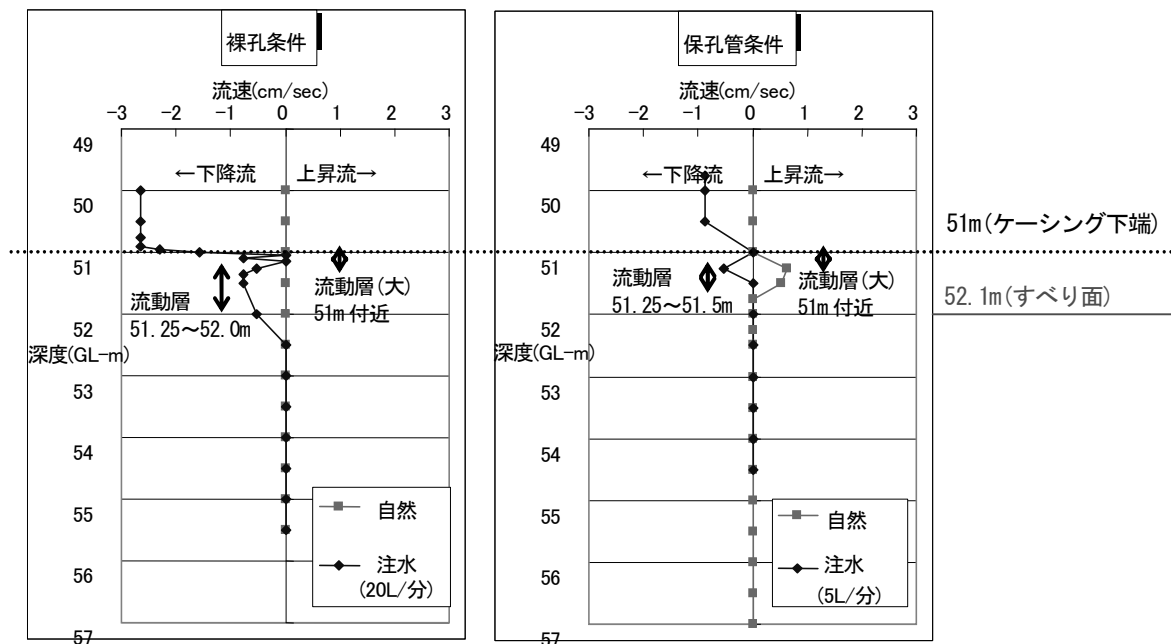 裸孔条件
流速(cm/sec)
-3 -2 -1 0 1 2 3
49
50
51
52
53
54
55
56
57
深度(GL-m)
←下降流 上昇流→
流動層
51.25～52.0m
流動層(大)
51m付近
自然
注水
(20L/分)
保孔管条件
流速(cm/sec)
-3 -2 -1 0 1 2 3
49
50
51
52
53
54
55
56
57
深度(GL-m)
←下降流 上昇流→
流動層
51.25～51.5m
流動層(大)
51m付近
自然
注水
(5L/分)
51m(ケーシング下端)
52.1m(すべり面)